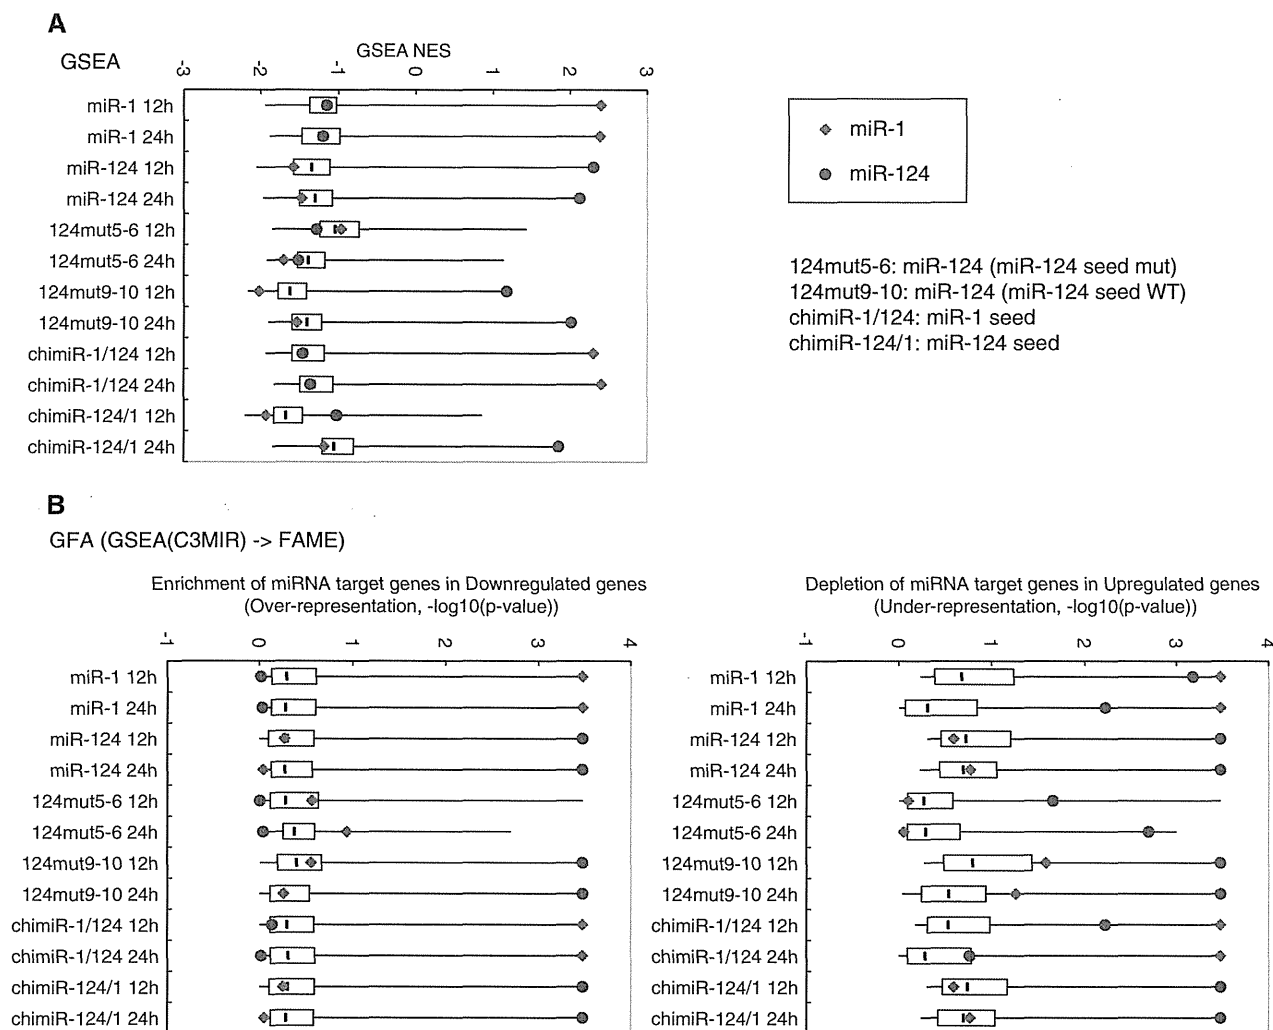 A
GSEA
GSEA NES
-3 -2 -1 0 1 2 3
miR-1 12h
miR-1 24h
miR-124 12h
miR-124 24h
124mut5-6 12h
124mut5-6 24h
124mut9-10 12h
124mut9-10 24h
chimiR-1/124 12h
chimiR-1/124 24h
chimiR-124/1 12h
chimiR-124/1 24h
miR-1
miR-124
124mut5-6: miR-124 (miR-124 seed mut)
124mut9-10: miR-124 (miR-124 seed WT)
chimiR-1/124: miR-1 seed
chimiR-124/1: miR-124 seed
B
GFA (GSEA(C3MIR) -> FAME)
Enrichment of miRNA target genes in Downregulated genes
(Over-representation, -log10(p-value))
-1 0 1 2 3 4
miR-1 12h
miR-1 24h
miR-124 12h
miR-124 24h
124mut5-6 12h
124mut5-6 24h
124mut9-10 12h
124mut9-10 24h
chimiR-1/124 12h
chimiR-1/124 24h
chimiR-124/1 12h
chimiR-124/1 24h
Depletion of miRNA target genes in Upregulated genes
(Under-representation, -log10(p-value))
-1 0 1 2 3 4
miR-1 12h
miR-1 24h
miR-124 12h
miR-124 24h
124mut5-6 12h
124mut5-6 24h
124mut9-10 12h
124mut9-10 24h
chimiR-1/124 12h
chimiR-1/124 24h
chimiR-124/1 12h
chimiR-124/1 24h